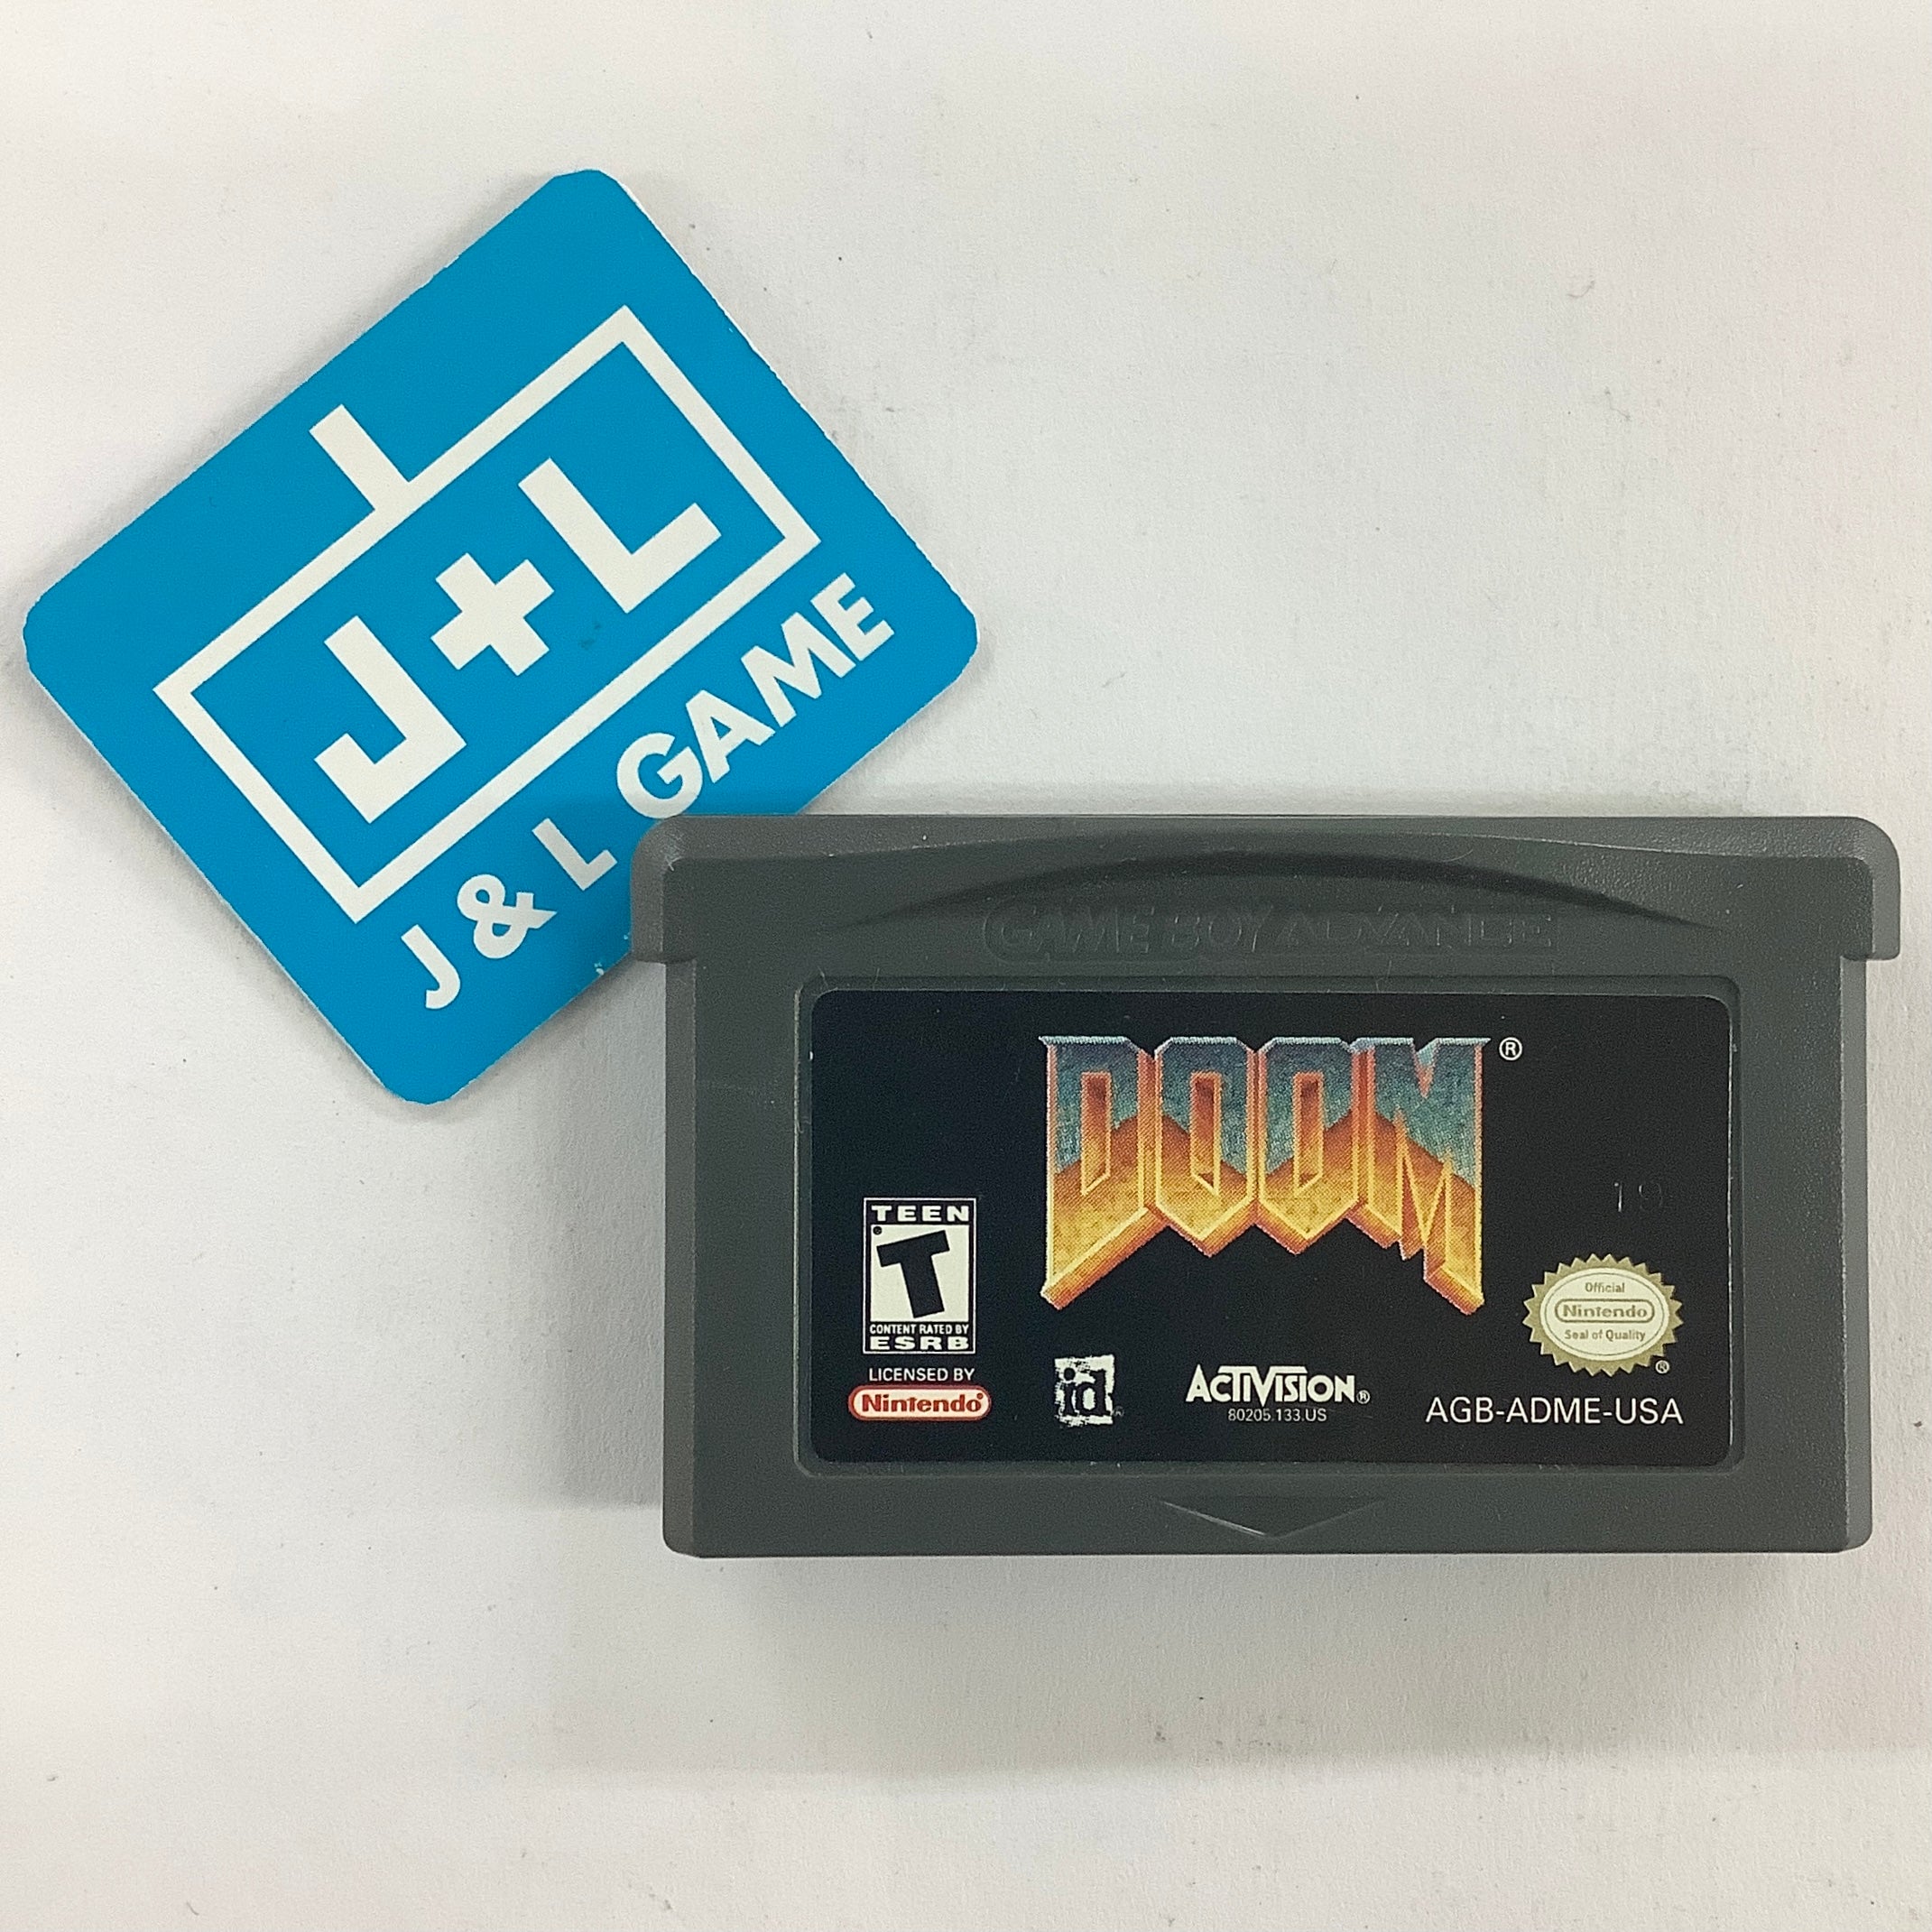 J+L
J & L GAME
GAME BOY ADVANCE
DOOM®
19
TEEN
T
CONTENT RATED BY
ESRB
LICENSED BY
Nintendo®
id
ACTIVISION®
80205.133.US
Official
Nintendo
Seal of Quality
®
AGB-ADME-USA